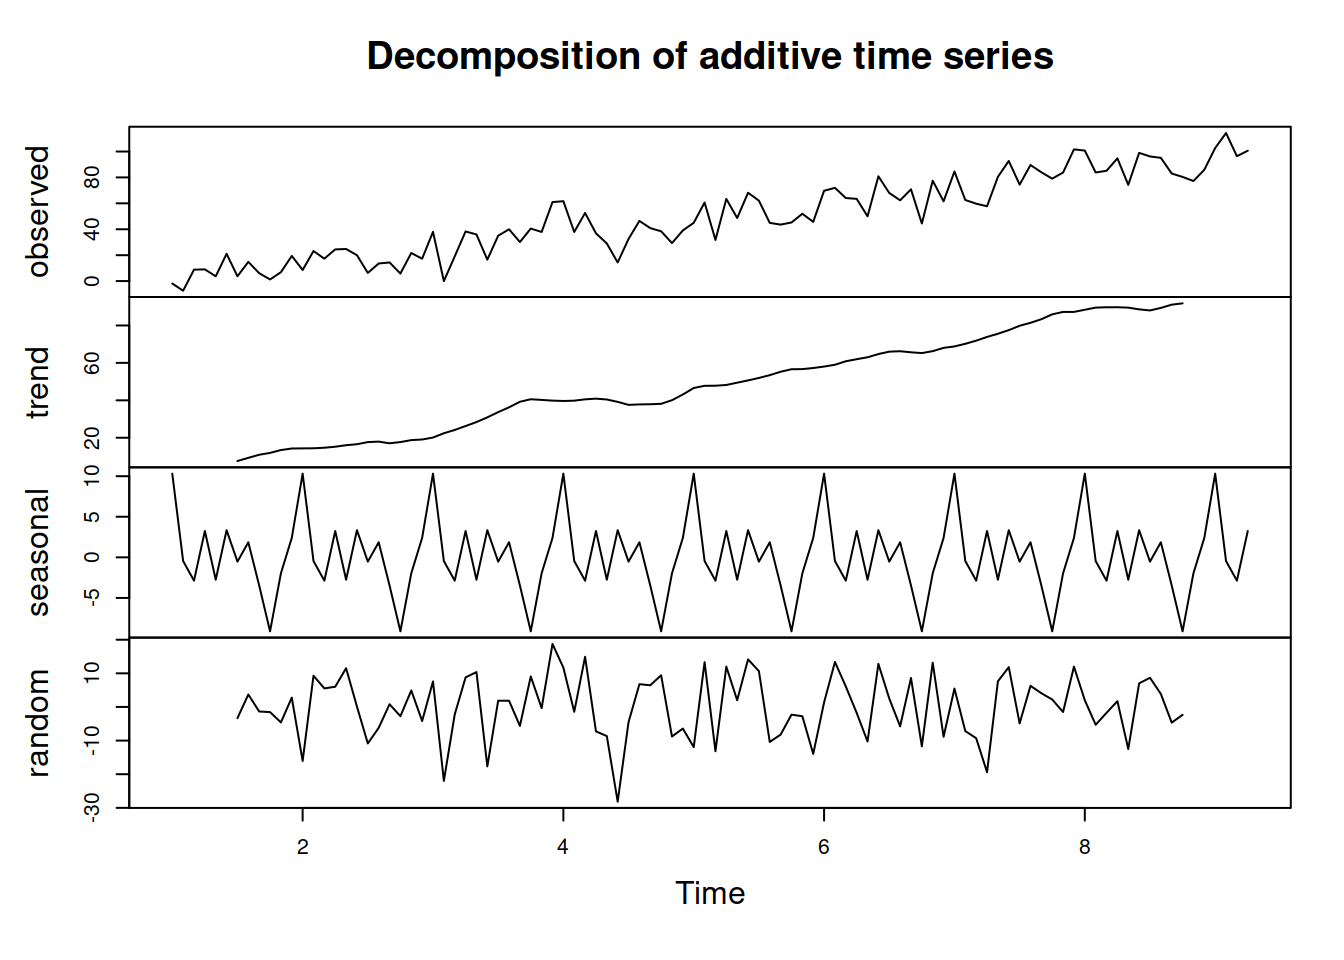 Decomposition of additive time series
observed
0 40 80
trend
20 60
seasonal
-5 0 5 10
random
-30 -10 10
2 4 6 8
Time